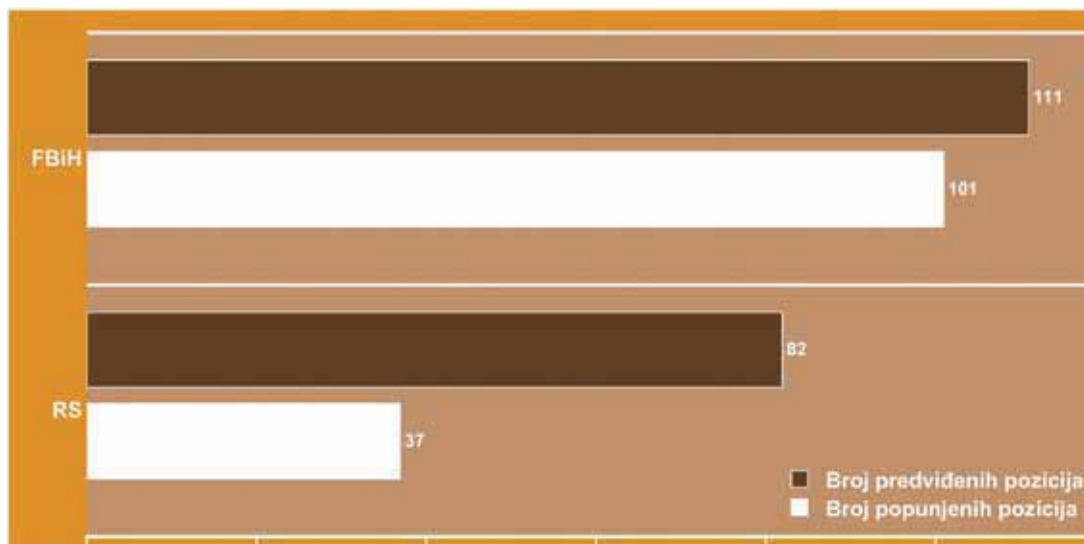 111
FBiH
101
82
RS
37
Broj predviđenih pozicija
Broj popunjenih pozicija